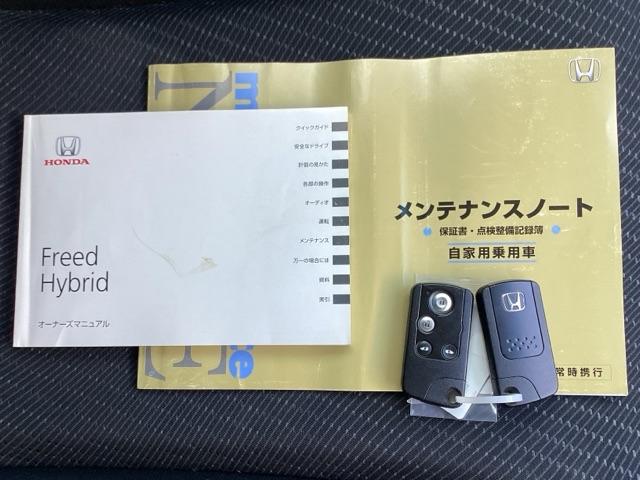 HONDA
Freed
Hybrid
オーナーズマニュアル
クイックガイド
安全なドライブ
計器の見かた
各部の操作
オーディオ
運転
メンテナンス
万一の場合には
資料
索引
メンテナンスノート
保証書・点検整備記録簿
自家用乗用車
常時携行